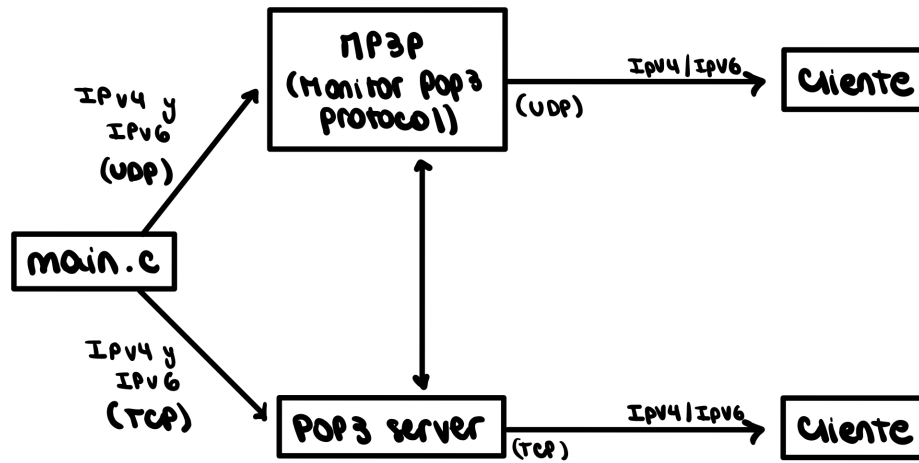 MP3P
(Monitor Pop3
protocol)
IPv4 y
IPv6
(UDP)
IPv4/IPv6
(UDP)
cliente
main.c
IPv4 y
IPv6
(TCP)
POP3 server
IPv4/IPv6
(TCP)
cliente